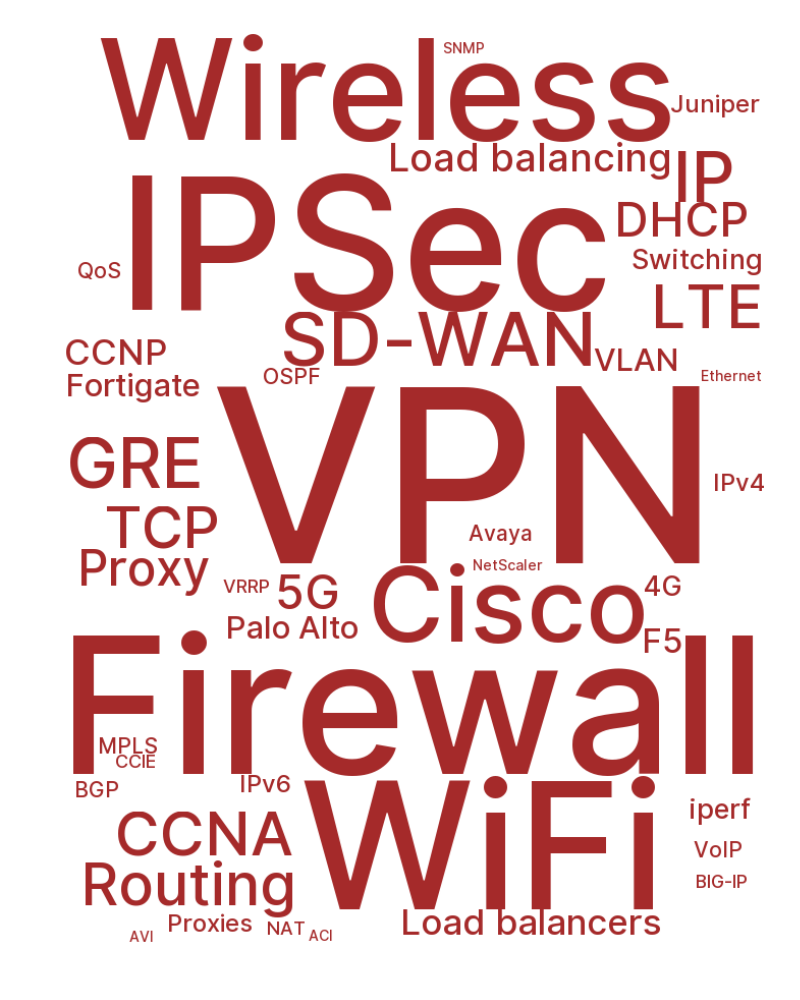 Wireless
SNMP
Juniper
Load balancing
IP
IPSec
DHCP
QoS
Switching
LTE
SD-WAN
CCNP
VLAN
OSPF
Ethernet
Fortigate
VPN
GRE
IPv4
TCP
Avaya
Proxy
NetScaler
Cisco
VRRP
5G
4G
Palo Alto
F5
Firewall
MPLS
CCIE
BGP
IPv6
WiFi
iperf
CCNA
VoIP
Routing
BIG-IP
Proxies
Load balancers
AVI
NAT
ACI